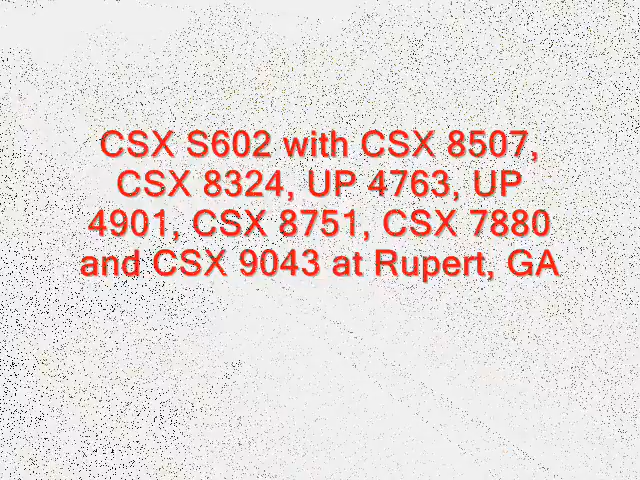 CSX S602 with CSX 8507,
CSX 8324, UP 4763, UP
4901, CSX 8751, CSX 7880
and CSX 9043 at Rupert, GA